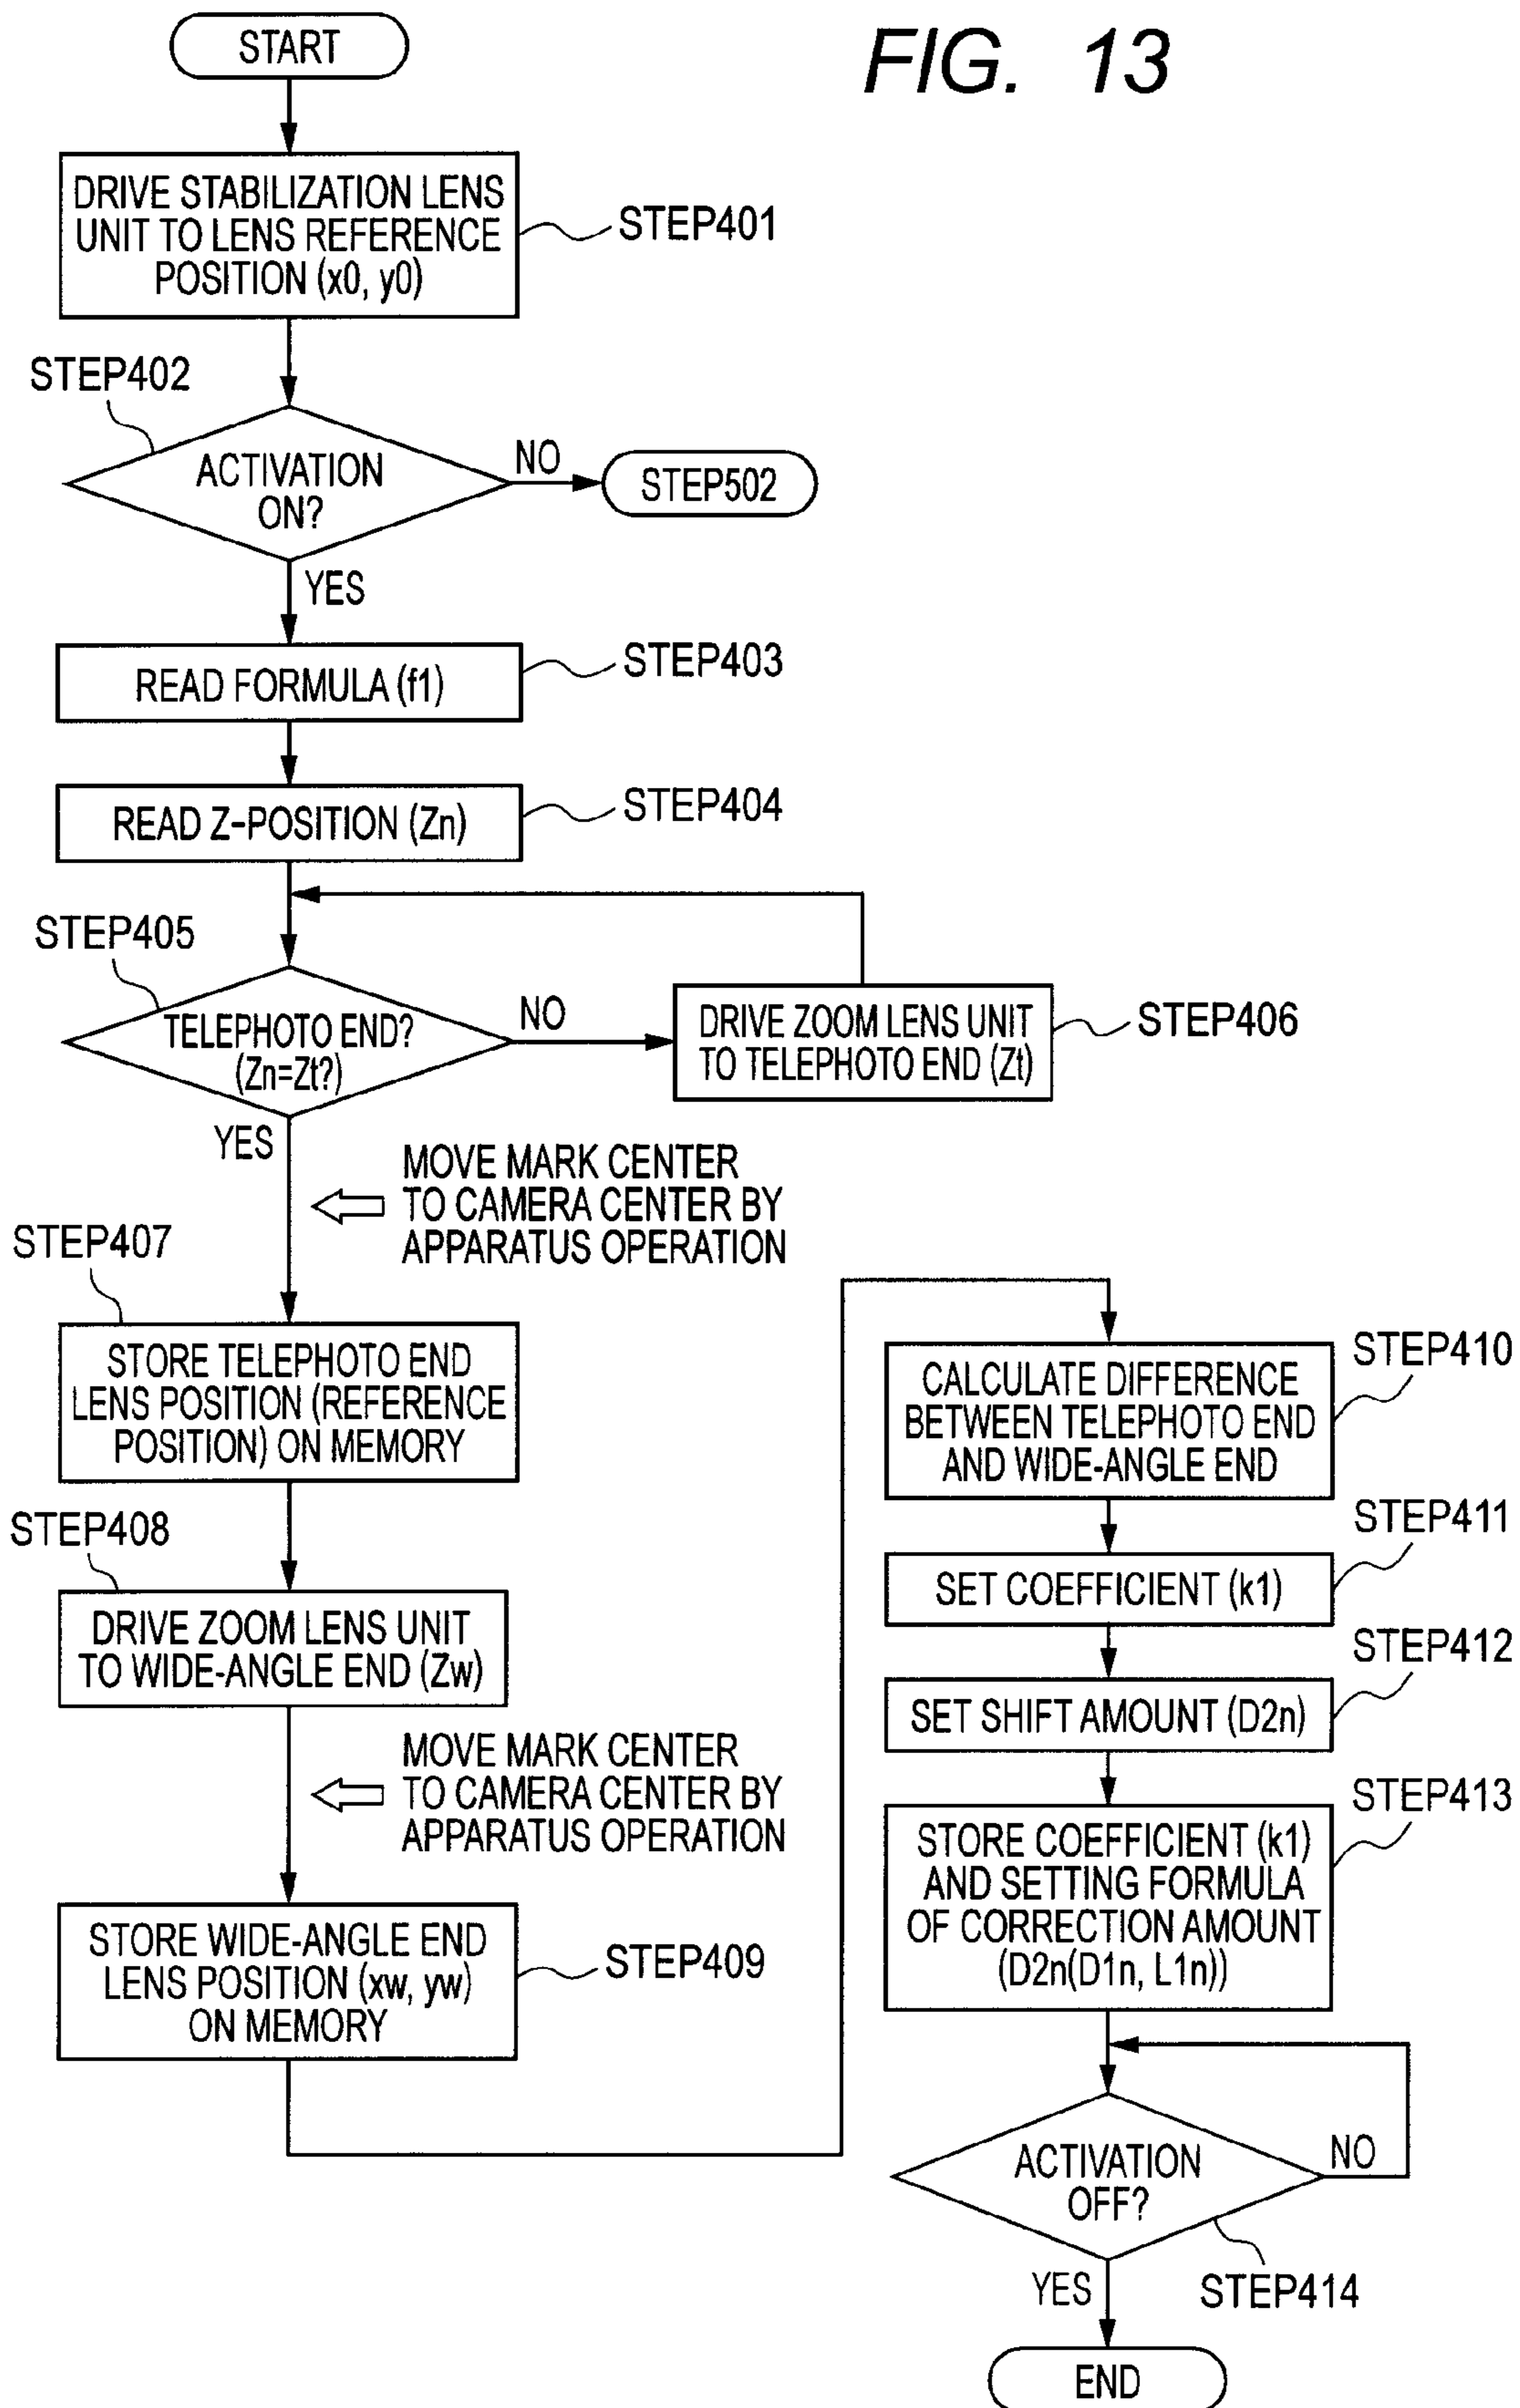 FIG. 13
START
DRIVE STABILIZATION LENS
UNIT TO LENS REFERENCE
POSITION (x0, y0)
STEP401
STEP402
ACTIVATION
ON?
NO
STEP502
YES
READ FORMULA (f1)
STEP403
READ Z-POSITION (Zn)
STEP404
STEP405
TELEPHOTO END?
(Zn=Zt?)
NO
DRIVE ZOOM LENS UNIT
TO TELEPHOTO END (Zt)
STEP406
YES
MOVE MARK CENTER
TO CAMERA CENTER BY
APPARATUS OPERATION
STEP407
STORE TELEPHOTO END
LENS POSITION (REFERENCE
POSITION) ON MEMORY
STEP408
DRIVE ZOOM LENS UNIT
TO WIDE-ANGLE END (Zw)
MOVE MARK CENTER
TO CAMERA CENTER BY
APPARATUS OPERATION
STORE WIDE-ANGLE END
LENS POSITION (xw, yw)
ON MEMORY
STEP409
CALCULATE DIFFERENCE
BETWEEN TELEPHOTO END
AND WIDE-ANGLE END
STEP410
STEP411
SET COEFFICIENT (k1)
STEP412
SET SHIFT AMOUNT (D2n)
STEP413
STORE COEFFICIENT (k1)
AND SETTING FORMULA
OF CORRECTION AMOUNT
(D2n(D1n, L1n))
ACTIVATION
OFF?
NO
STEP414
YES
END